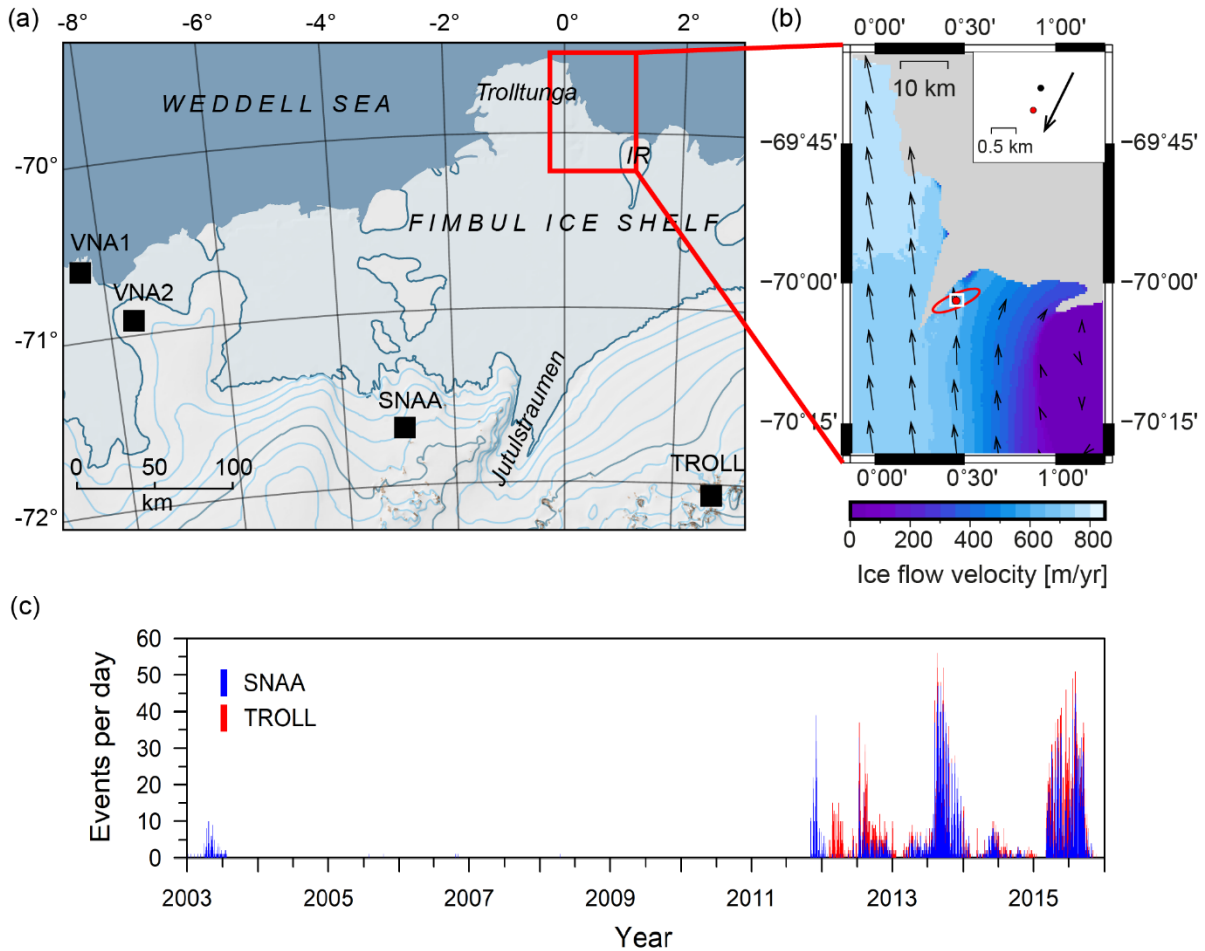 (a)
-8°
-6°
-4°
-2°
0°
2°
-70°
-71°
-72°
WEDDELL SEA
Trolltunga
IR
FIMBUL ICE SHELF
VNA1
VNA2
SNAA
Jutulstraumen
TROLL
0 50 100
km
(b)
0°00' 0°30' 1°00'
10 km
0.5 km
−69°45' −69°45'
−70°00' −70°00'
−70°15' −70°15'
0°00' 0°30' 1°00'
0 200 400 600 800
Ice flow velocity [m/yr]
(c)
Events per day
60
50
40
30
20
10
0
SNAA
TROLL
2003 2005 2007 2009 2011 2013 2015
Year